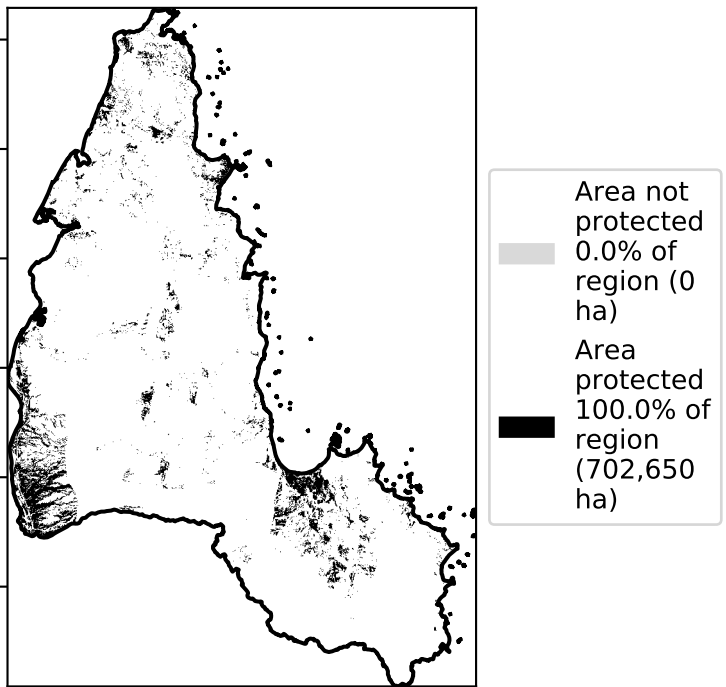 Area not
protected
0.0% of
region (0
ha)
Area
protected
100.0% of
region
(702,650
ha)